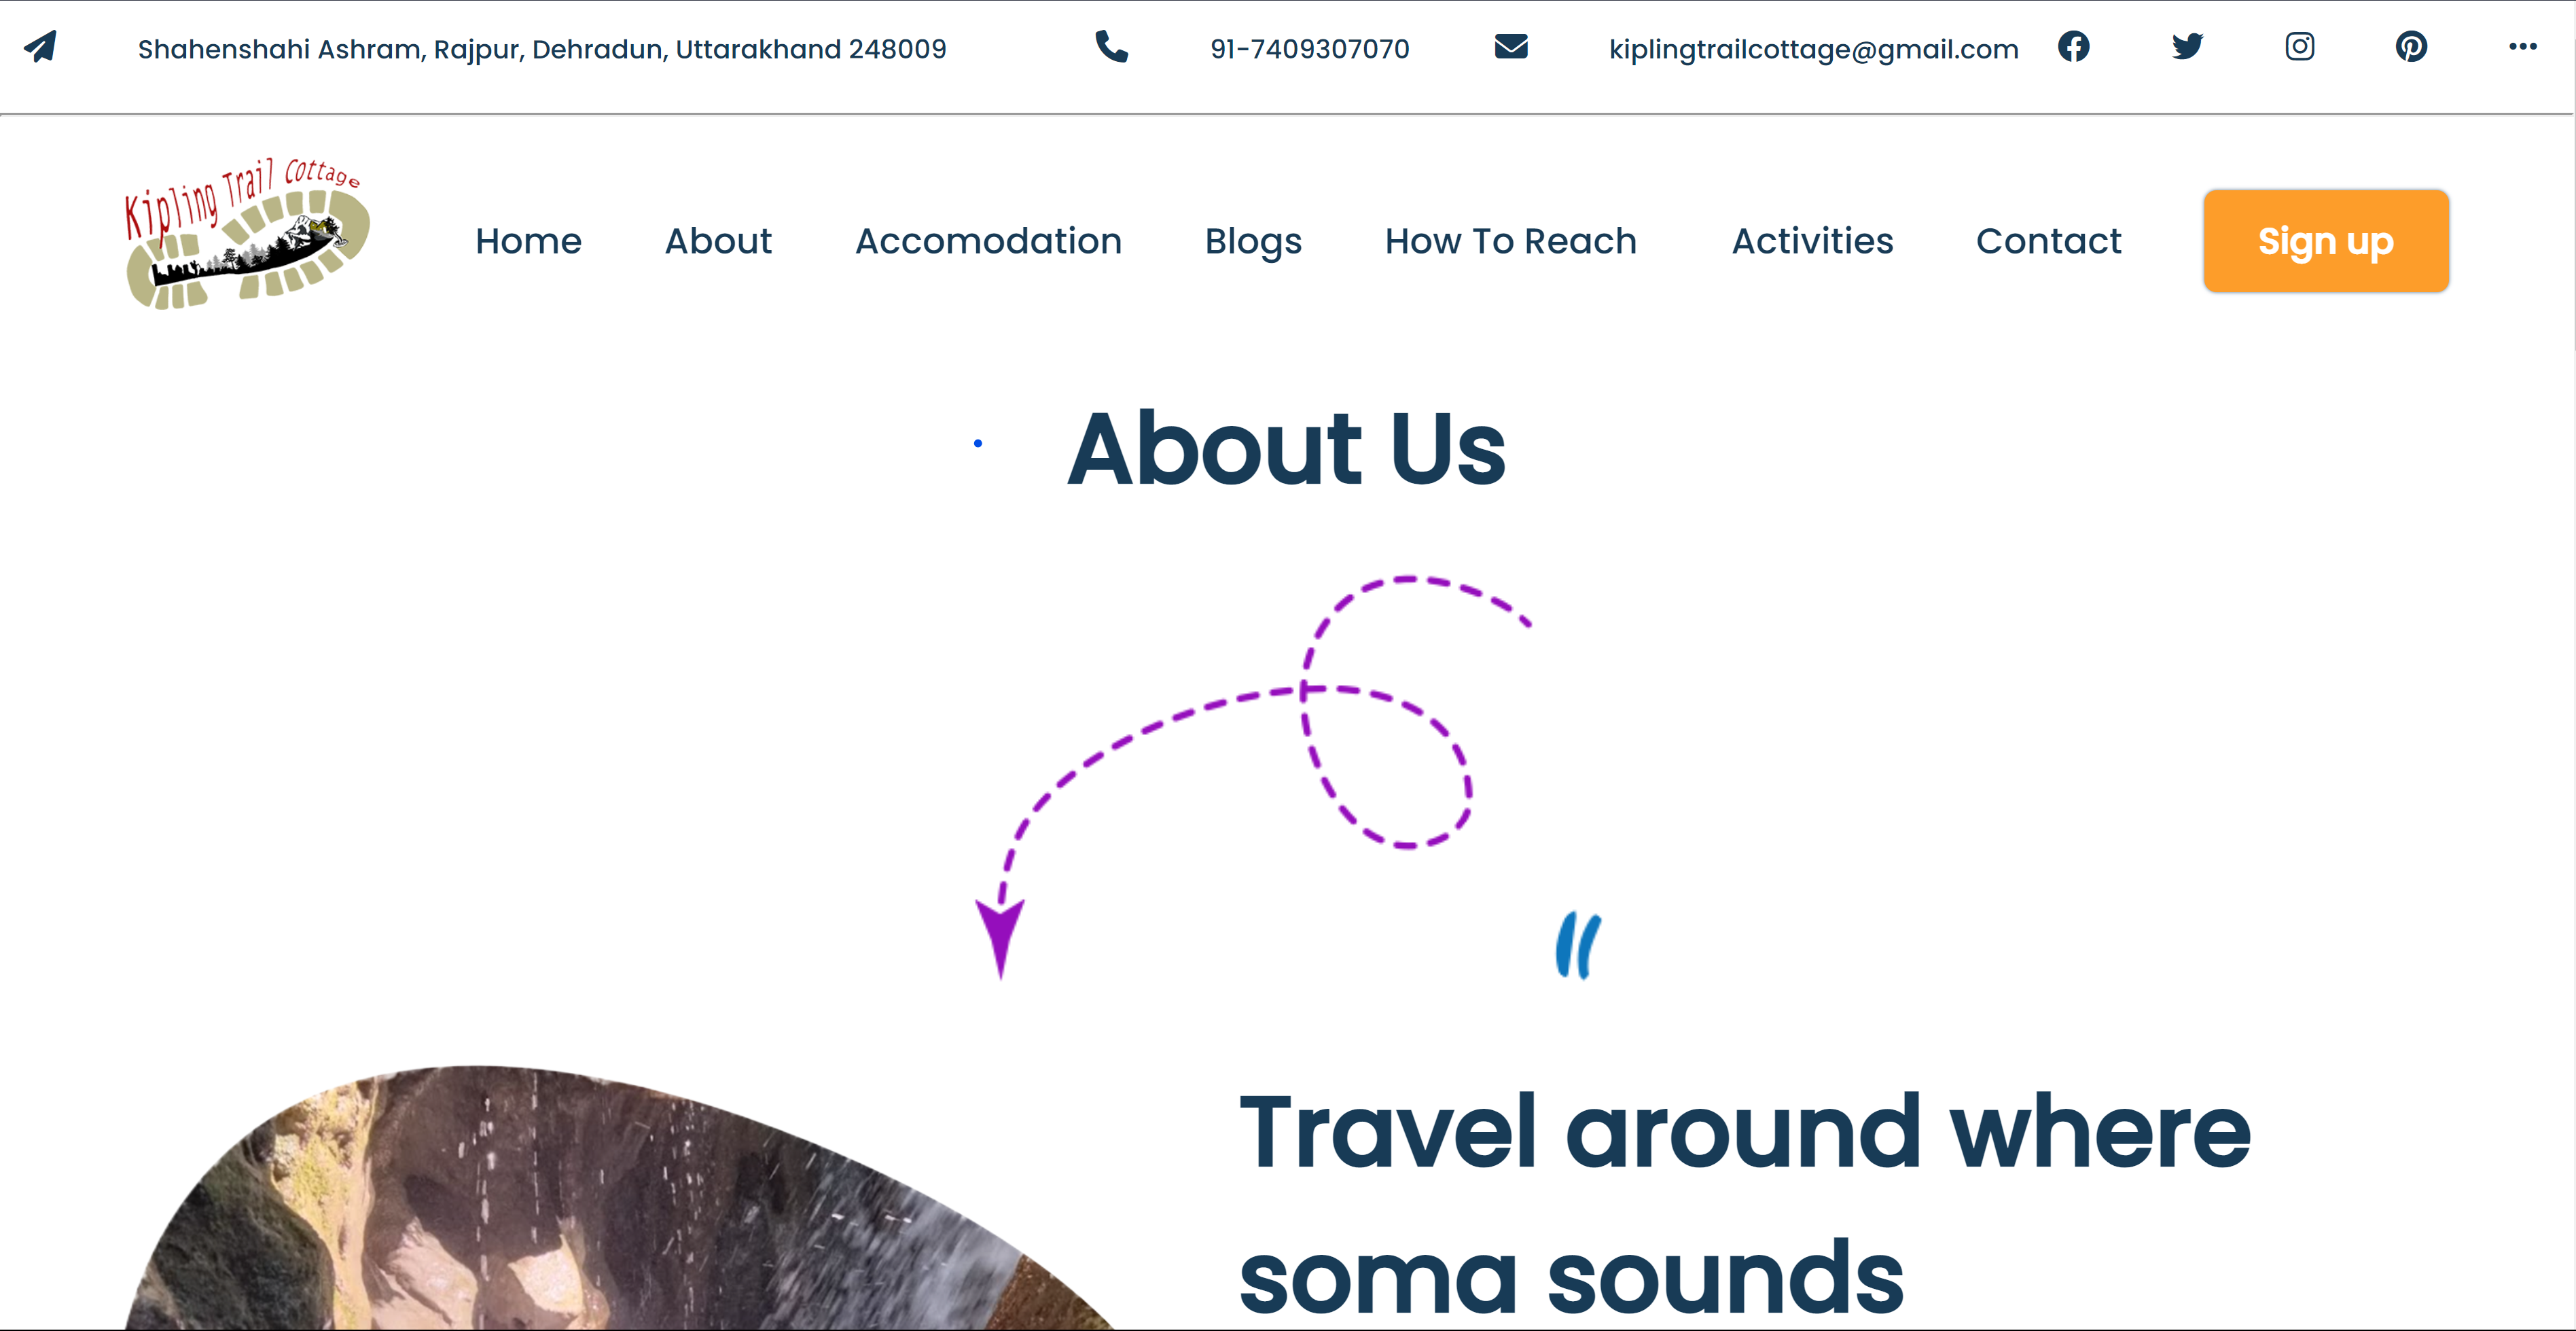 Shahenshahi Ashram, Rajpur, Dehradun, Uttarakhand 248009 91-7409307070 kiplingtrailcottage@gmail.com
Kipling Trail Cottage
Home About Accomodation Blogs How To Reach Activities Contact Sign up
About Us
Travel around where
soma sounds